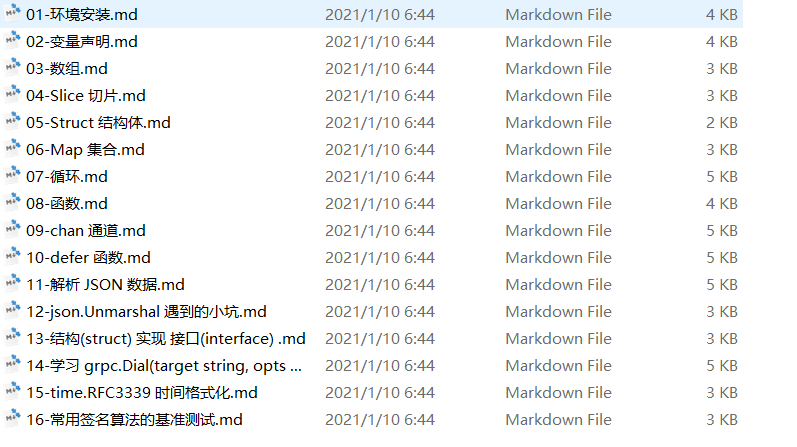 01-环境安装.md 2021/1/10 6:44 Markdown File 4 KB
02-变量声明.md 2021/1/10 6:44 Markdown File 4 KB
03-数组.md 2021/1/10 6:44 Markdown File 3 KB
04-Slice 切片.md 2021/1/10 6:44 Markdown File 3 KB
05-Struct 结构体.md 2021/1/10 6:44 Markdown File 2 KB
06-Map 集合.md 2021/1/10 6:44 Markdown File 3 KB
07-循环.md 2021/1/10 6:44 Markdown File 5 KB
08-函数.md 2021/1/10 6:44 Markdown File 4 KB
09-chan 通道.md 2021/1/10 6:44 Markdown File 5 KB
10-defer 函数.md 2021/1/10 6:44 Markdown File 5 KB
11-解析 JSON 数据.md 2021/1/10 6:44 Markdown File 5 KB
12-json.Unmarshal 遇到的小坑.md 2021/1/10 6:44 Markdown File 3 KB
13-结构(struct) 实现 接口(interface) .md 2021/1/10 6:44 Markdown File 3 KB
14-学习 grpc.Dial(target string, opts ... 2021/1/10 6:44 Markdown File 5 KB
15-time.RFC3339 时间格式化.md 2021/1/10 6:44 Markdown File 3 KB
16-常用签名算法的基准测试.md 2021/1/10 6:44 Markdown File 3 KB